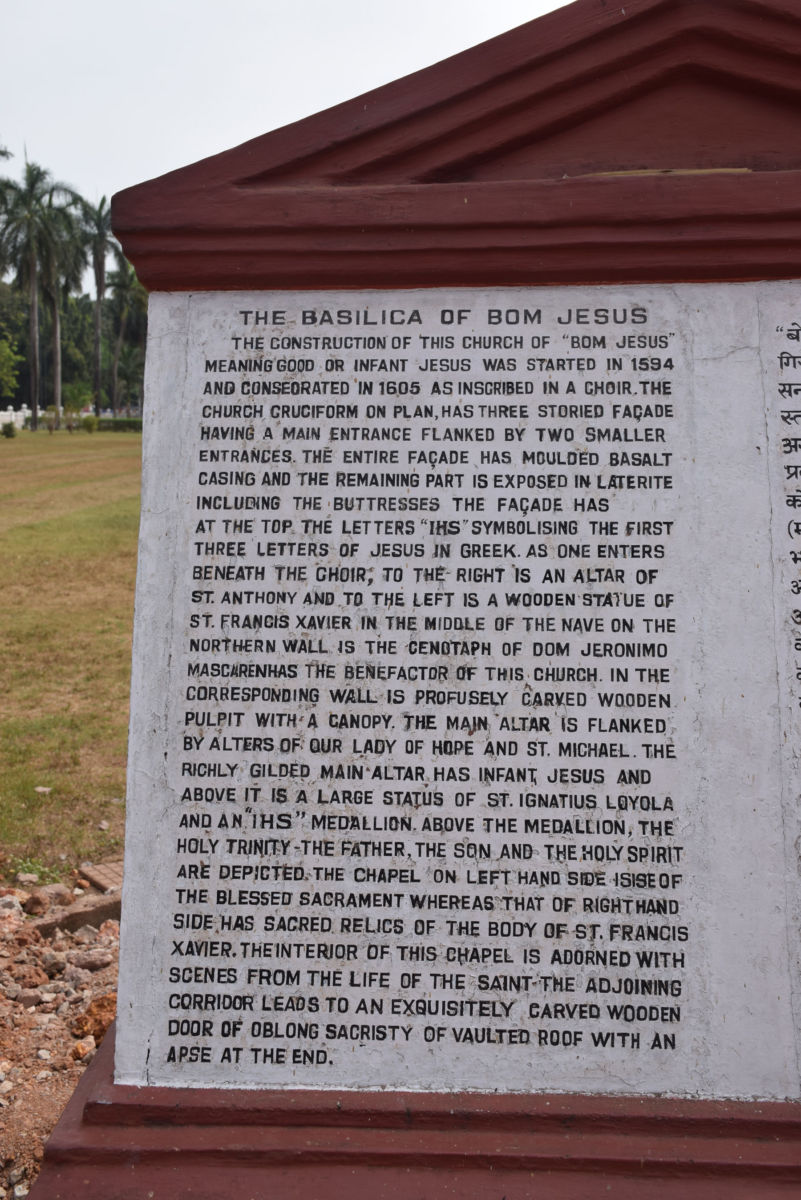 THE BASILICA OF BOM JESUS
THE CONSTRUCTION OF THIS CHURCH OF "BOM JESUS"
MEANING GOOD OR INFANT JESUS WAS STARTED IN 1594
AND CONSEORATED IN 1605 AS INSCRIBED IN A CHOIR. THE
CHURCH CRUCIFORM ON PLAN, HAS THREE STORIED FAÇADE
HAVING A MAIN ENTRANCE FLANKED BY TWO SMALLER
ENTRANCES. THE ENTIRE FAÇADE HAS MOULDED BASALT
CASING AND THE REMAINING PART IS EXPOSED IN LATERITE
INCLUDING THE BUTTRESSES THE FAÇADE HAS
AT THE TOP THE LETTERS "IHS" SYMBOLISING THE FIRST
THREE LETTERS OF JESUS IN GREEK. AS ONE ENTERS
BENEATH THE CHOIR, TO THE RIGHT IS AN ALTAR OF
ST. ANTHONY AND TO THE LEFT IS A WOODEN STATUE OF
ST. FRANCIS XAVIER IN THE MIDDLE OF THE NAVE ON THE
NORTHERN WALL IS THE CENOTAPH OF DOM JERONIMO
MASCARENHAS THE BENEFACTOR OF THIS CHURCH. IN THE
CORRESPONDING WALL IS PROFUSELY CARVED WOODEN
PULPIT WITH A CANOPY. THE MAIN ALTAR IS FLANKED
BY ALTERS OF OUR LADY OF HOPE AND ST. MICHAEL. THE
RICHLY GILDED MAIN ALTAR HAS INFANT JESUS AND
ABOVE IT IS A LARGE STATUS OF ST. IGNATIUS LOYOLA
AND AN "IHS" MEDALLION. ABOVE THE MEDALLION, THE
HOLY TRINITY-THE FATHER, THE SON AND THE HOLY SPIRIT
ARE DEPICTED. THE CHAPEL ON LEFT HAND SIDE ISISE OF
THE BLESSED SACRAMENT WHEREAS THAT OF RIGHT HAND
SIDE HAS SACRED RELICS OF THE BODY OF ST. FRANCIS
XAVIER. THE INTERIOR OF THIS CHAPEL IS ADORNED WITH
SCENES FROM THE LIFE OF THE SAINT THE ADJOINING
CORRIDOR LEADS TO AN EXQUISITELY CARVED WOODEN
DOOR OF OBLONG SACRISTY OF VAULTED ROOF WITH AN
APSE AT THE END.